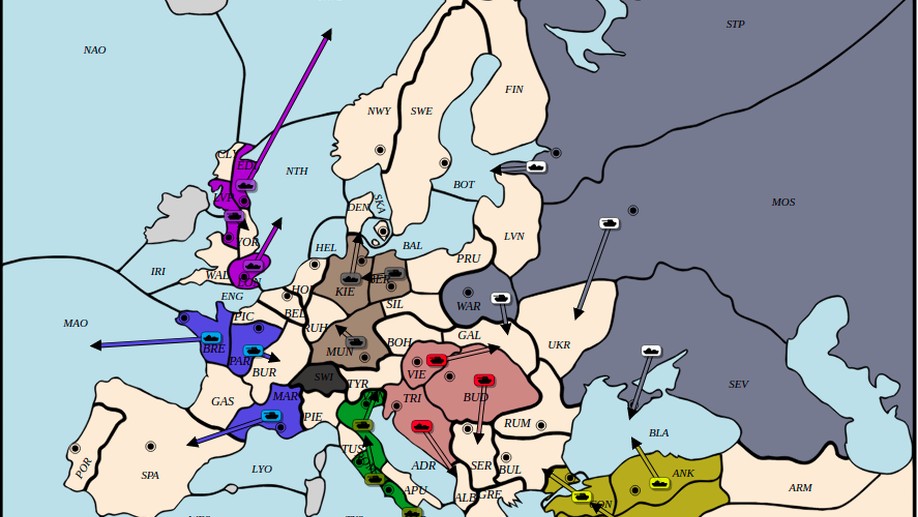 STP
NAO
FIN
NWY
SWE
CLY
EDI
NTH
BOT
LVP
DEN
SKA
MOS
YOR
LVN
HEL
BAL
IRI
WAL
LON
PRU
BER
ENG
HOL
KIE
SIL
WAR
MAO
PIC
BEL
RUH
GAL
BRE
PAR
MUN
BOH
UKR
BUR
VIE
SWI
TYR
SEV
GAS
MAR
TRI
BUD
PIE
RUM
BLA
TUS
POR
SPA
LYO
ADR
SER
BUL
ANK
APU
ARM
ALB
GRE
CON